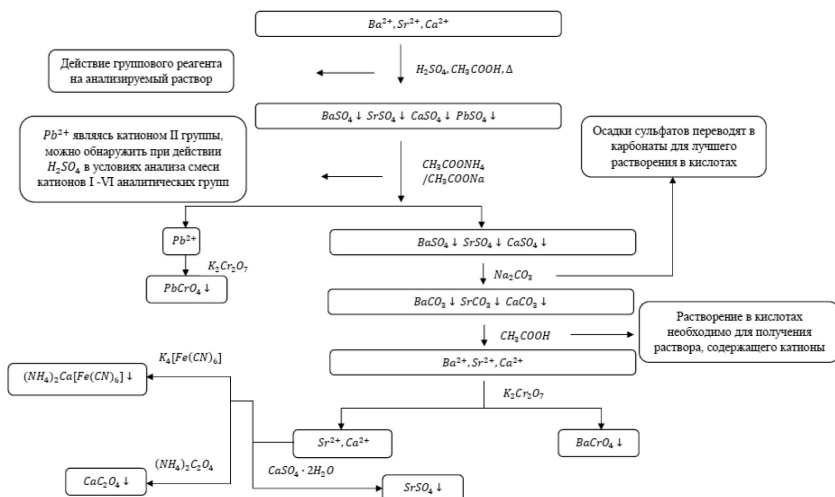 Ba²⁺, Sr²⁺, Ca²⁺
Действие группового реагента
на анализируемый раствор
H₂SO₄, CH₃COOH, Δ
BaSO₄ ↓ SrSO₄ ↓ CaSO₄ ↓ PbSO₄ ↓
Pb²⁺ являясь катионом II группы,
можно обнаружить при действии
H₂SO₄ в условиях анализа смеси
катионов I -VI аналитических групп
CH₃COONH₄
/CH₃COONa
Осадки сульфатов переводят в
карбонаты для лучшего
растворения в кислотах
Pb²⁺
K₂Cr₂O₇
PbCrO₄ ↓
BaSO₄ ↓ SrSO₄ ↓ CaSO₄ ↓
Na₂CO₃
BaCO₃ ↓ SrCO₃ ↓ CaCO₃ ↓
CH₃COOH
Растворение в кислотах
необходимо для получения
раствора, содержащего катионы
Ba²⁺, Sr²⁺, Ca²⁺
K₂Cr₂O₇
K₄[Fe(CN)₆]
(NH₄)₂Ca[Fe(CN)₆] ↓
Sr²⁺, Ca²⁺
BaCrO₄ ↓
(NH₄)₂C₂O₄
CaC₂O₄ ↓
CaSO₄ · 2H₂O
SrSO₄ ↓